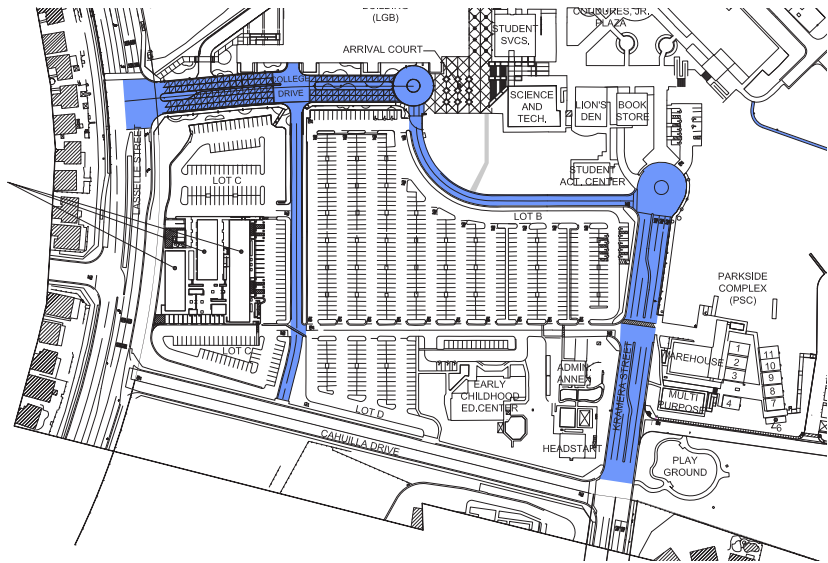 BUILDING
(LGB)
STUDENT
SVCS,
COUNDRES, JR,
PLAZA
ARRIVAL COURT
COLLEGE
DRIVE
SCIENCE
AND
TECH,
LION'S
DEN
BOOK
STORE
LASSELLE STREET
LOT C
STUDENT
ACT. CENTER
LOT B
PARKSIDE
COMPLEX
(PSC)
LOT C
WAREHOUSE
1
2
3
4
11
10
9
8
7
6
ADMIN
ANNEX
KRAMERA STREET
EARLY
CHILDHOOD
ED.CENTER
MULTI
PURPOSE
LOT D
CAHUILLA DRIVE
HEADSTART
PLAY
GROUND